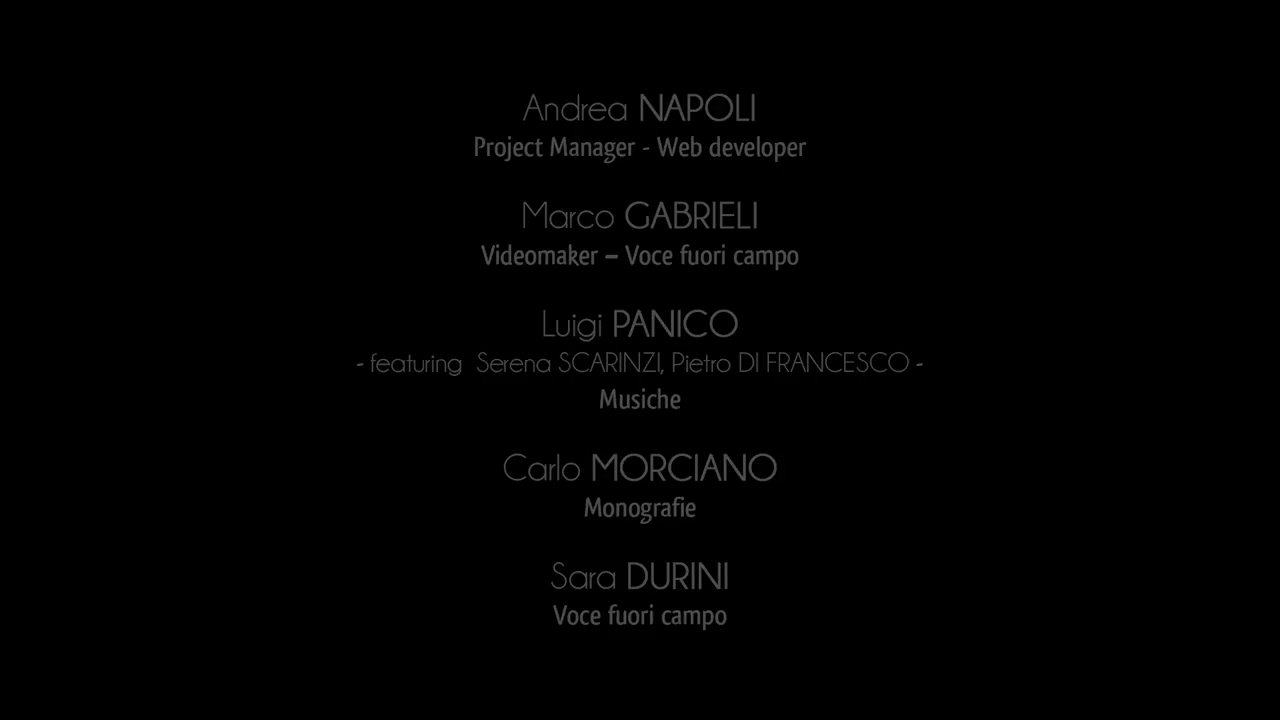 Andrea NAPOLI
Project Manager - Web developer
Marco GABRIELI
Videomaker – Voce fuori campo
Luigi PANICO
- featuring  Serena SCARINZI, Pietro DI FRANCESCO -
Musiche
Carlo MORCIANO
Monografie
Sara DURINI
Voce fuori campo